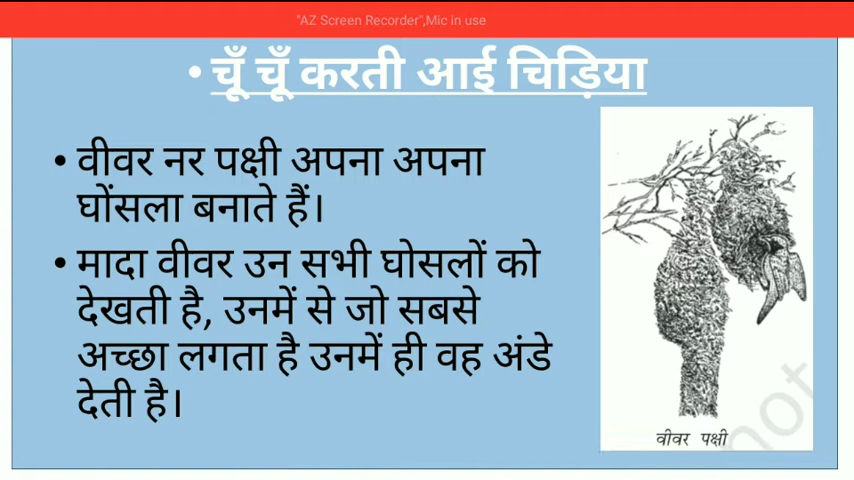 "AZ Screen Recorder",Mic in use
• चूँ चूँ करती आई चिड़िया
• वीवर नर पक्षी अपना अपना
घोंसला बनाते हैं।
• मादा वीवर उन सभी घोसलों को
देखती है, उनमें से जो सबसे
अच्छा लगता है उनमें ही वह अंडे
देती है।
वीवर पक्षी
not